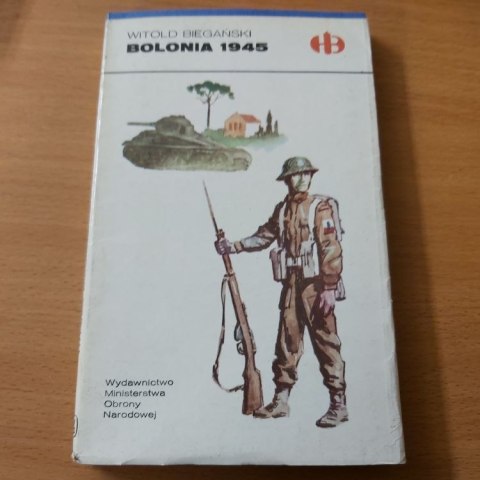 WITOLD BIEGAŃSKI
BOLONIA 1945
HB
Wydawnictwo
Ministerstwa
Obrony
Narodowej